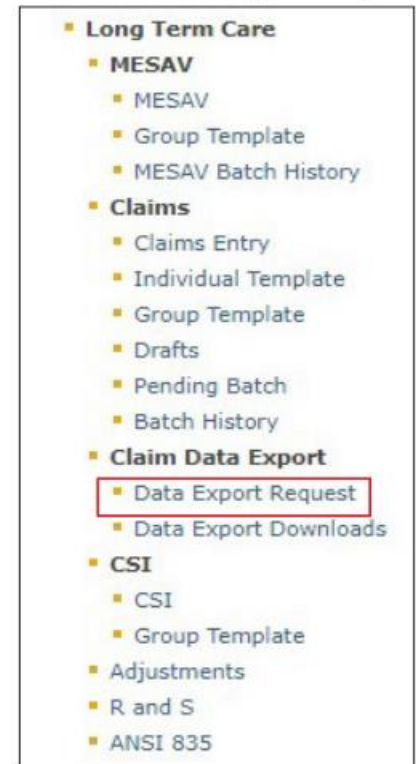 Long Term Care
MESAV
MESAV
Group Template
MESAV Batch History
Claims
Claims Entry
Individual Template
Group Template
Drafts
Pending Batch
Batch History
Claim Data Export
Data Export Request
Data Export Downloads
CSI
CSI
Group Template
Adjustments
R and S
ANSI 835